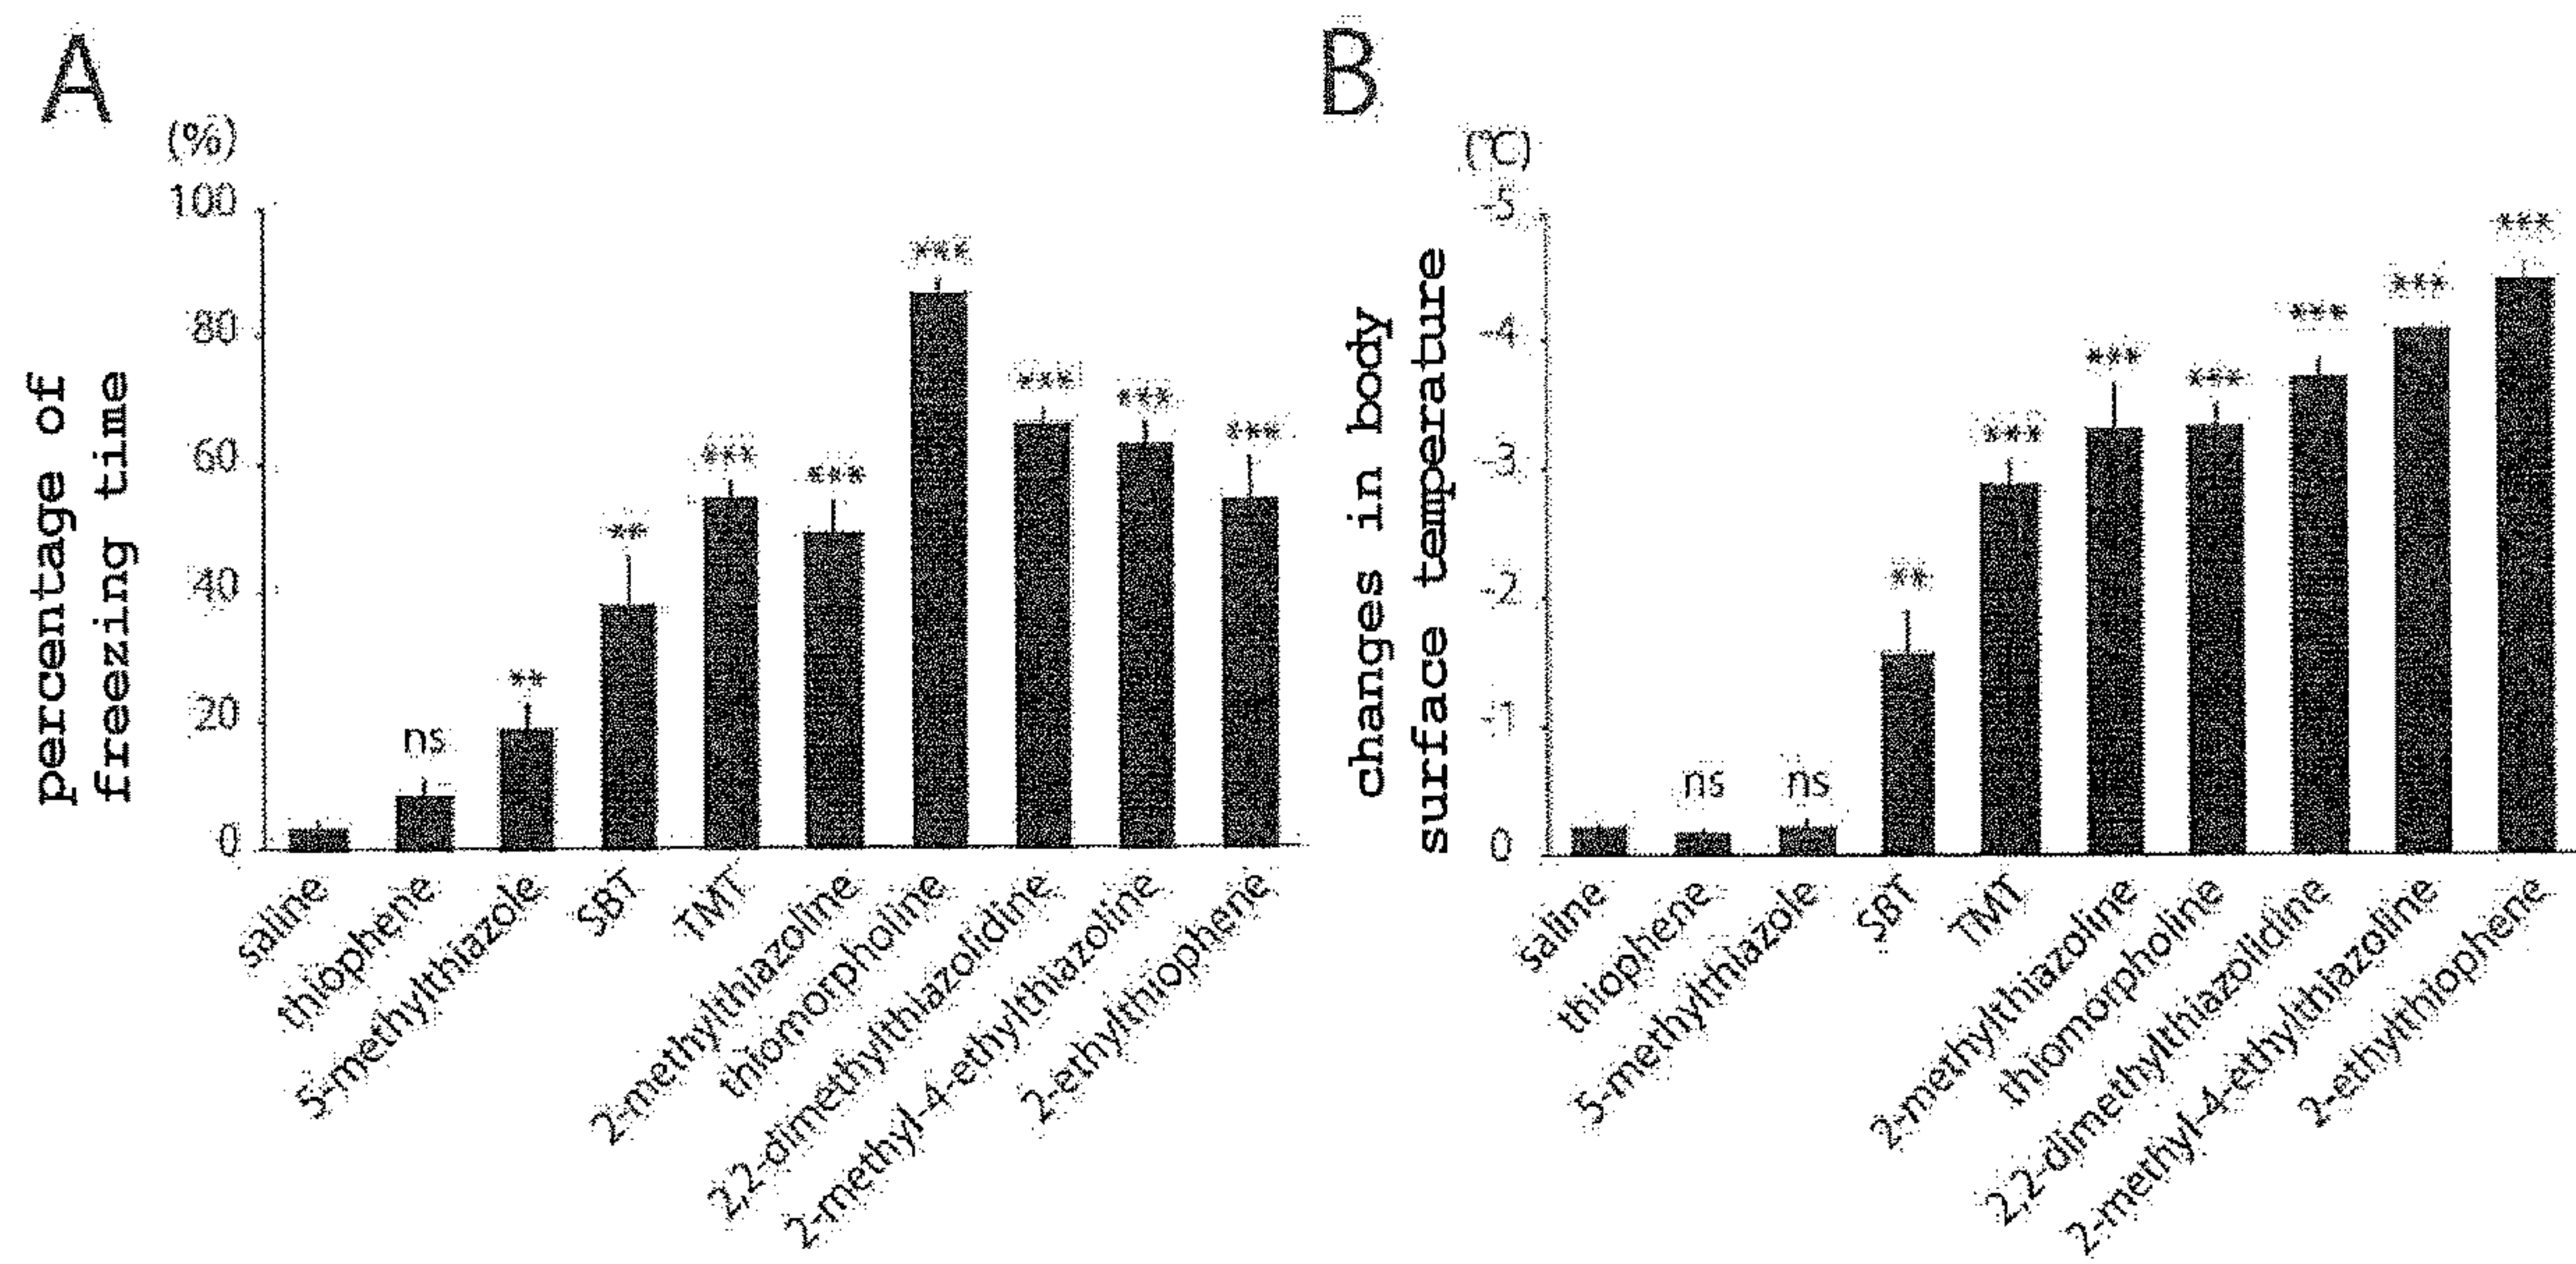 A
(%)
100
80
60
40
20
0
percentage of
freezing time
ns
**
**
***
***
***
***
***
***
saline
thiophene
5-methylthiazole
SBT
TMT
2-methylthiazoline
thiomorpholine
2,2-dimethylthiazolidine
2-methyl-4-ethylthiazoline
2-ethylthiophene
B
(°C)
-5
-4
-3
-2
-1
0
changes in body
surface temperature
ns
ns
**
***
***
***
***
***
***
saline
thiophene
5-methylthiazole
SBT
TMT
2-methylthiazoline
thiomorpholine
2,2-dimethylthiazolidine
2-methyl-4-ethylthiazoline
2-ethylthiophene